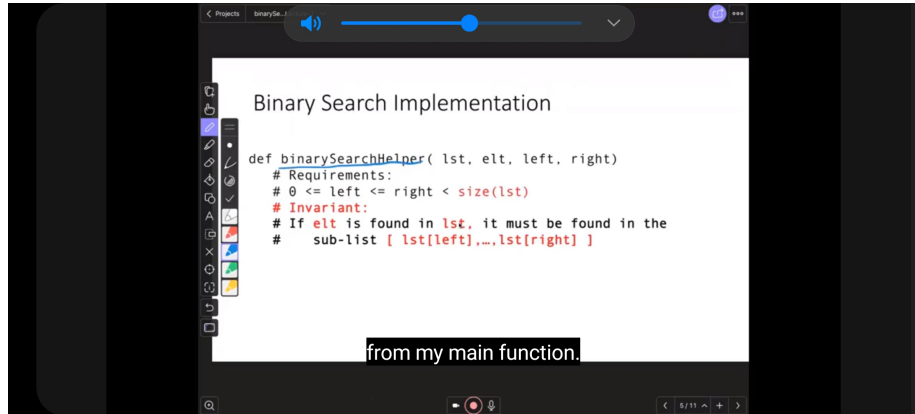 Projects
binarySe...
Binary Search Implementation
def binarySearchHelper( lst, elt, left, right)
# Requirements:
# 0 <= left <= right < size(lst)
# Invariant:
# If elt is found in lst, it must be found in the
# sub-list [ lst[left],…,lst[right] ]
from my main function.
5/11